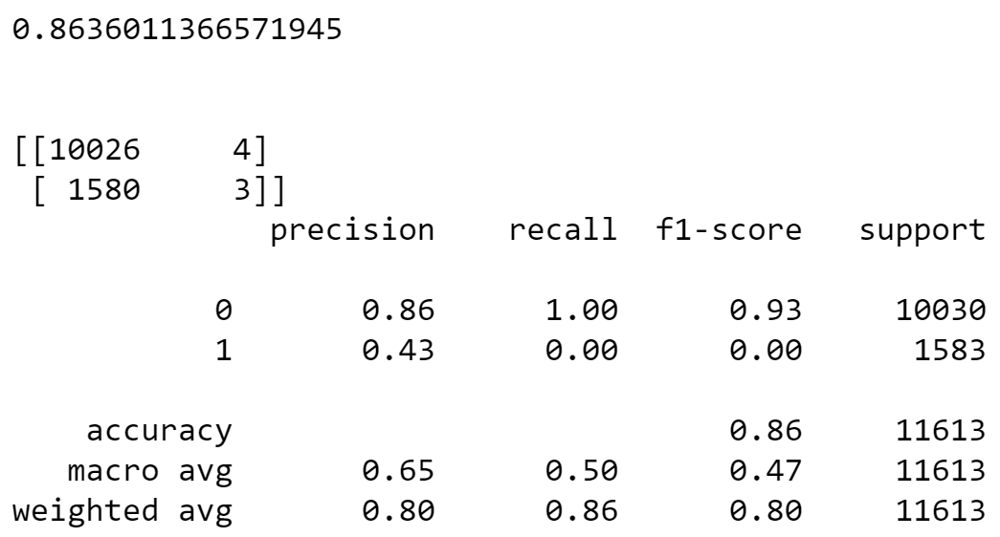 0.8636011366571945
[[10026     4]
 [ 1580     3]]
              precision    recall  f1-score   support
           0       0.86      1.00      0.93     10030
           1       0.43      0.00      0.00      1583
    accuracy                           0.86     11613
   macro avg       0.65      0.50      0.47     11613
weighted avg       0.80      0.86      0.80     11613